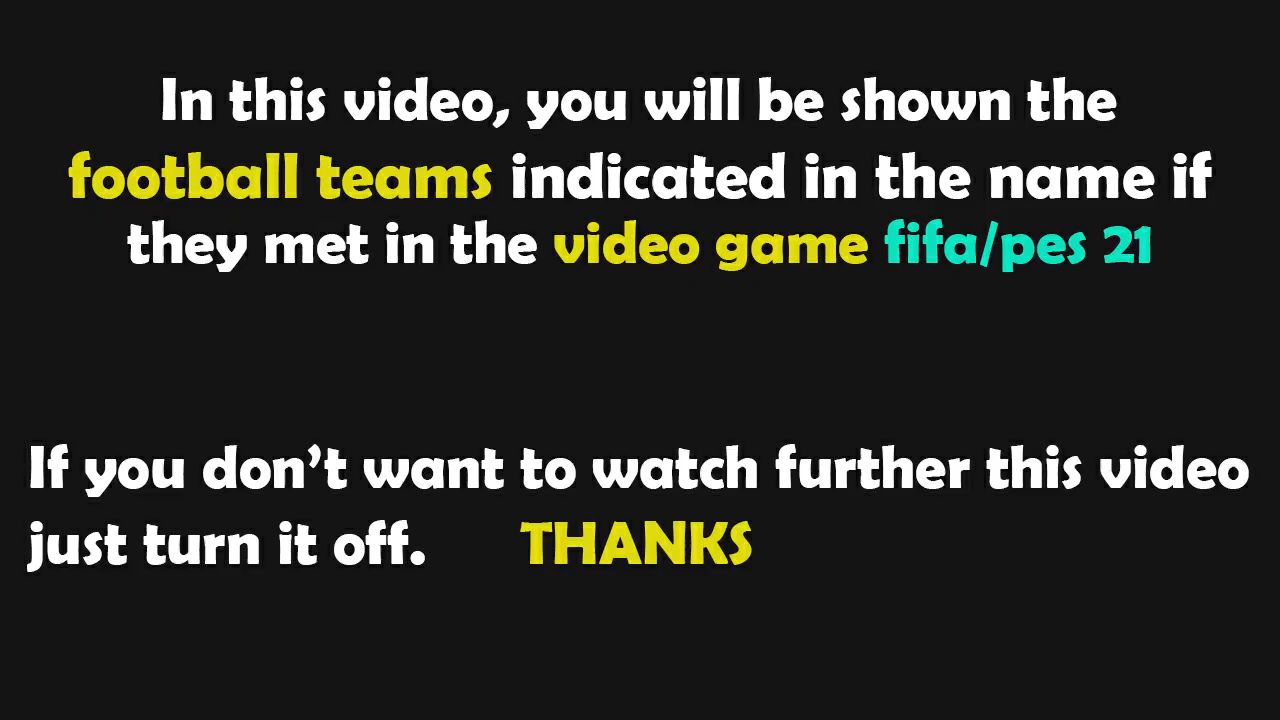 In this video, you will be shown the
football teams indicated in the name if
they met in the video game fifa/pes 21
If you don’t want to watch further this video
just turn it off. THANKS